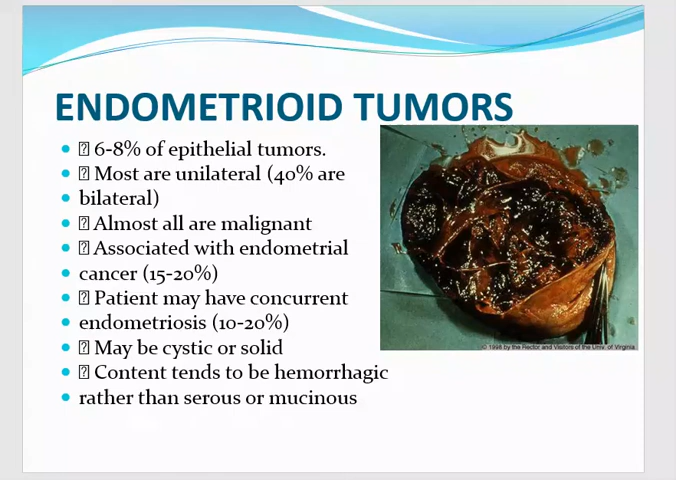 ENDOMETRIOID TUMORS
6-8% of epithelial tumors.
Most are unilateral (40% are
bilateral)
Almost all are malignant
Associated with endometrial
cancer (15-20%)
Patient may have concurrent
endometriosis (10-20%)
May be cystic or solid
Content tends to be hemorrhagic
rather than serous or mucinous
© 1998 by the Rector and Visitors of the Univ. of Virginia